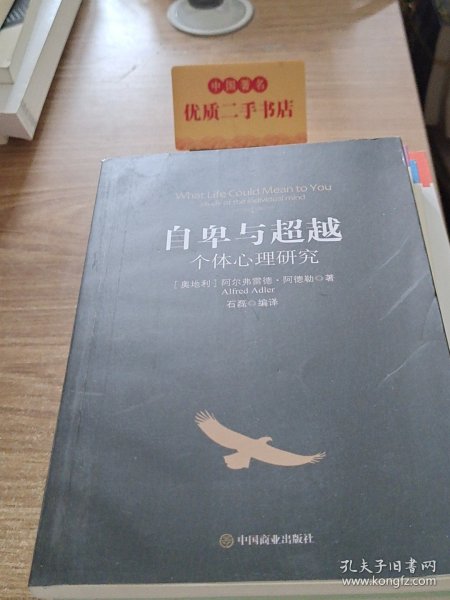 中国著名
优质二手书店
What Life Could Mean to You
study of the individual mind
自卑与超越
个体心理研究
［奥地利］阿尔弗雷德·阿德勒◎著
Alfred Adler
石磊◎编译
中国商业出版社
孔夫子旧书网
www.kongfz.com